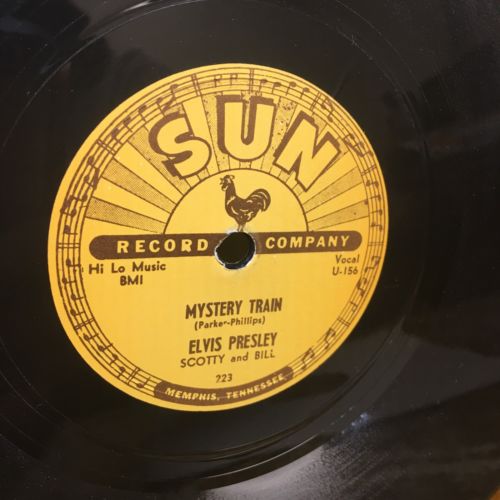 SUN
RECORD COMPANY
Hi Lo Music
BMI
Vocal
U-156
MYSTERY TRAIN
(Parker-Phillips)
ELVIS PRESLEY
SCOTTY and BILL
223
MEMPHIS, TENNESSEE